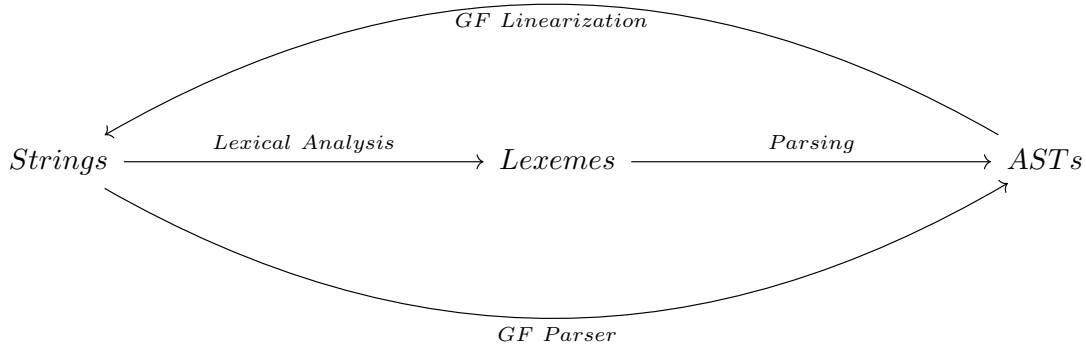 GF Linearization
Lexical Analysis
Parsing
Strings
Lexemes
ASTs
GF Parser